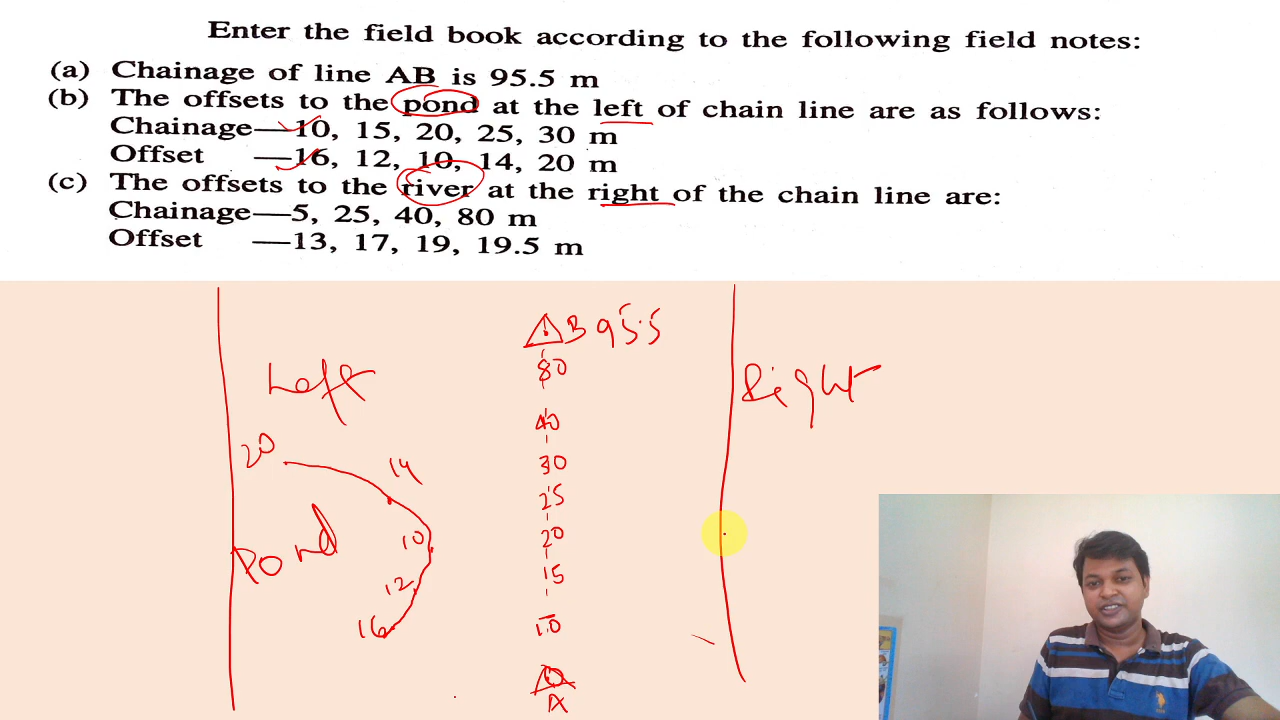 Enter the field book according to the following field notes:
(a) Chainage of line AB is 95.5 m
(b) The offsets to the pond at the left of chain line are as follows:
Chainage—10, 15, 20, 25, 30 m
Offset —16, 12, 10, 14, 20 m
(c) The offsets to the river at the right of the chain line are:
Chainage—5, 25, 40, 80 m
Offset —13, 17, 19, 19.5 m
B 95.5
80
Left
Right
40
20
14
30
25
Pond
10
20
12
15
16
10
A